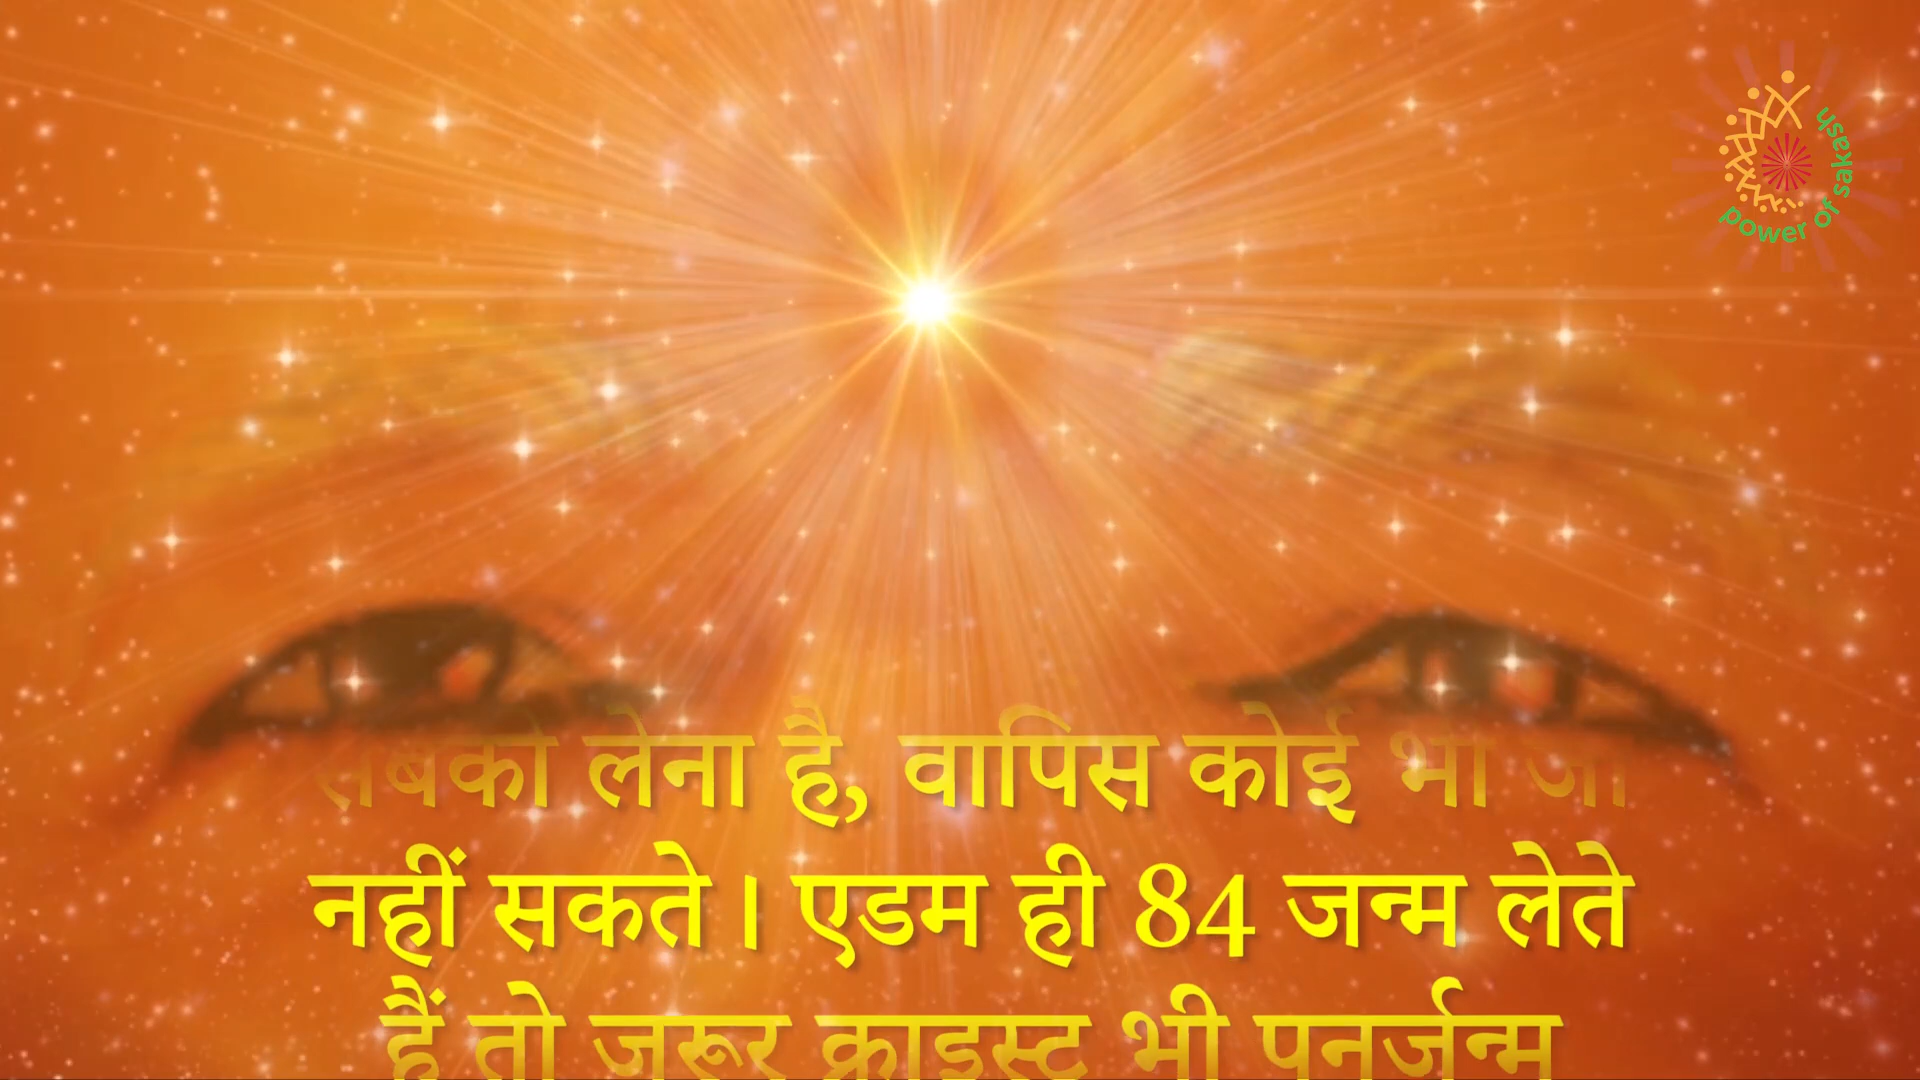 power of sakash
सबको लेना है, वापिस कोई भी जा
नहीं सकते। एडम ही 84 जन्म लेते
हैं तो जरूर क्राइस्ट भी पुनर्जन्म